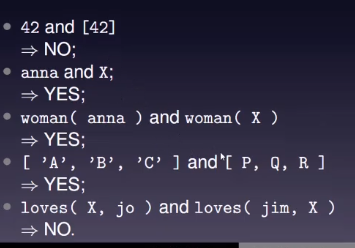 • 42 and [42]
⇒ NO;
• anna and X;
⇒ YES;
• woman( anna ) and woman( X )
⇒ YES;
• [ ’A’, ’B’, ’C’ ] and [ P, Q, R ]
⇒ YES;
• loves( X, jo ) and loves( jim, X )
⇒ NO.